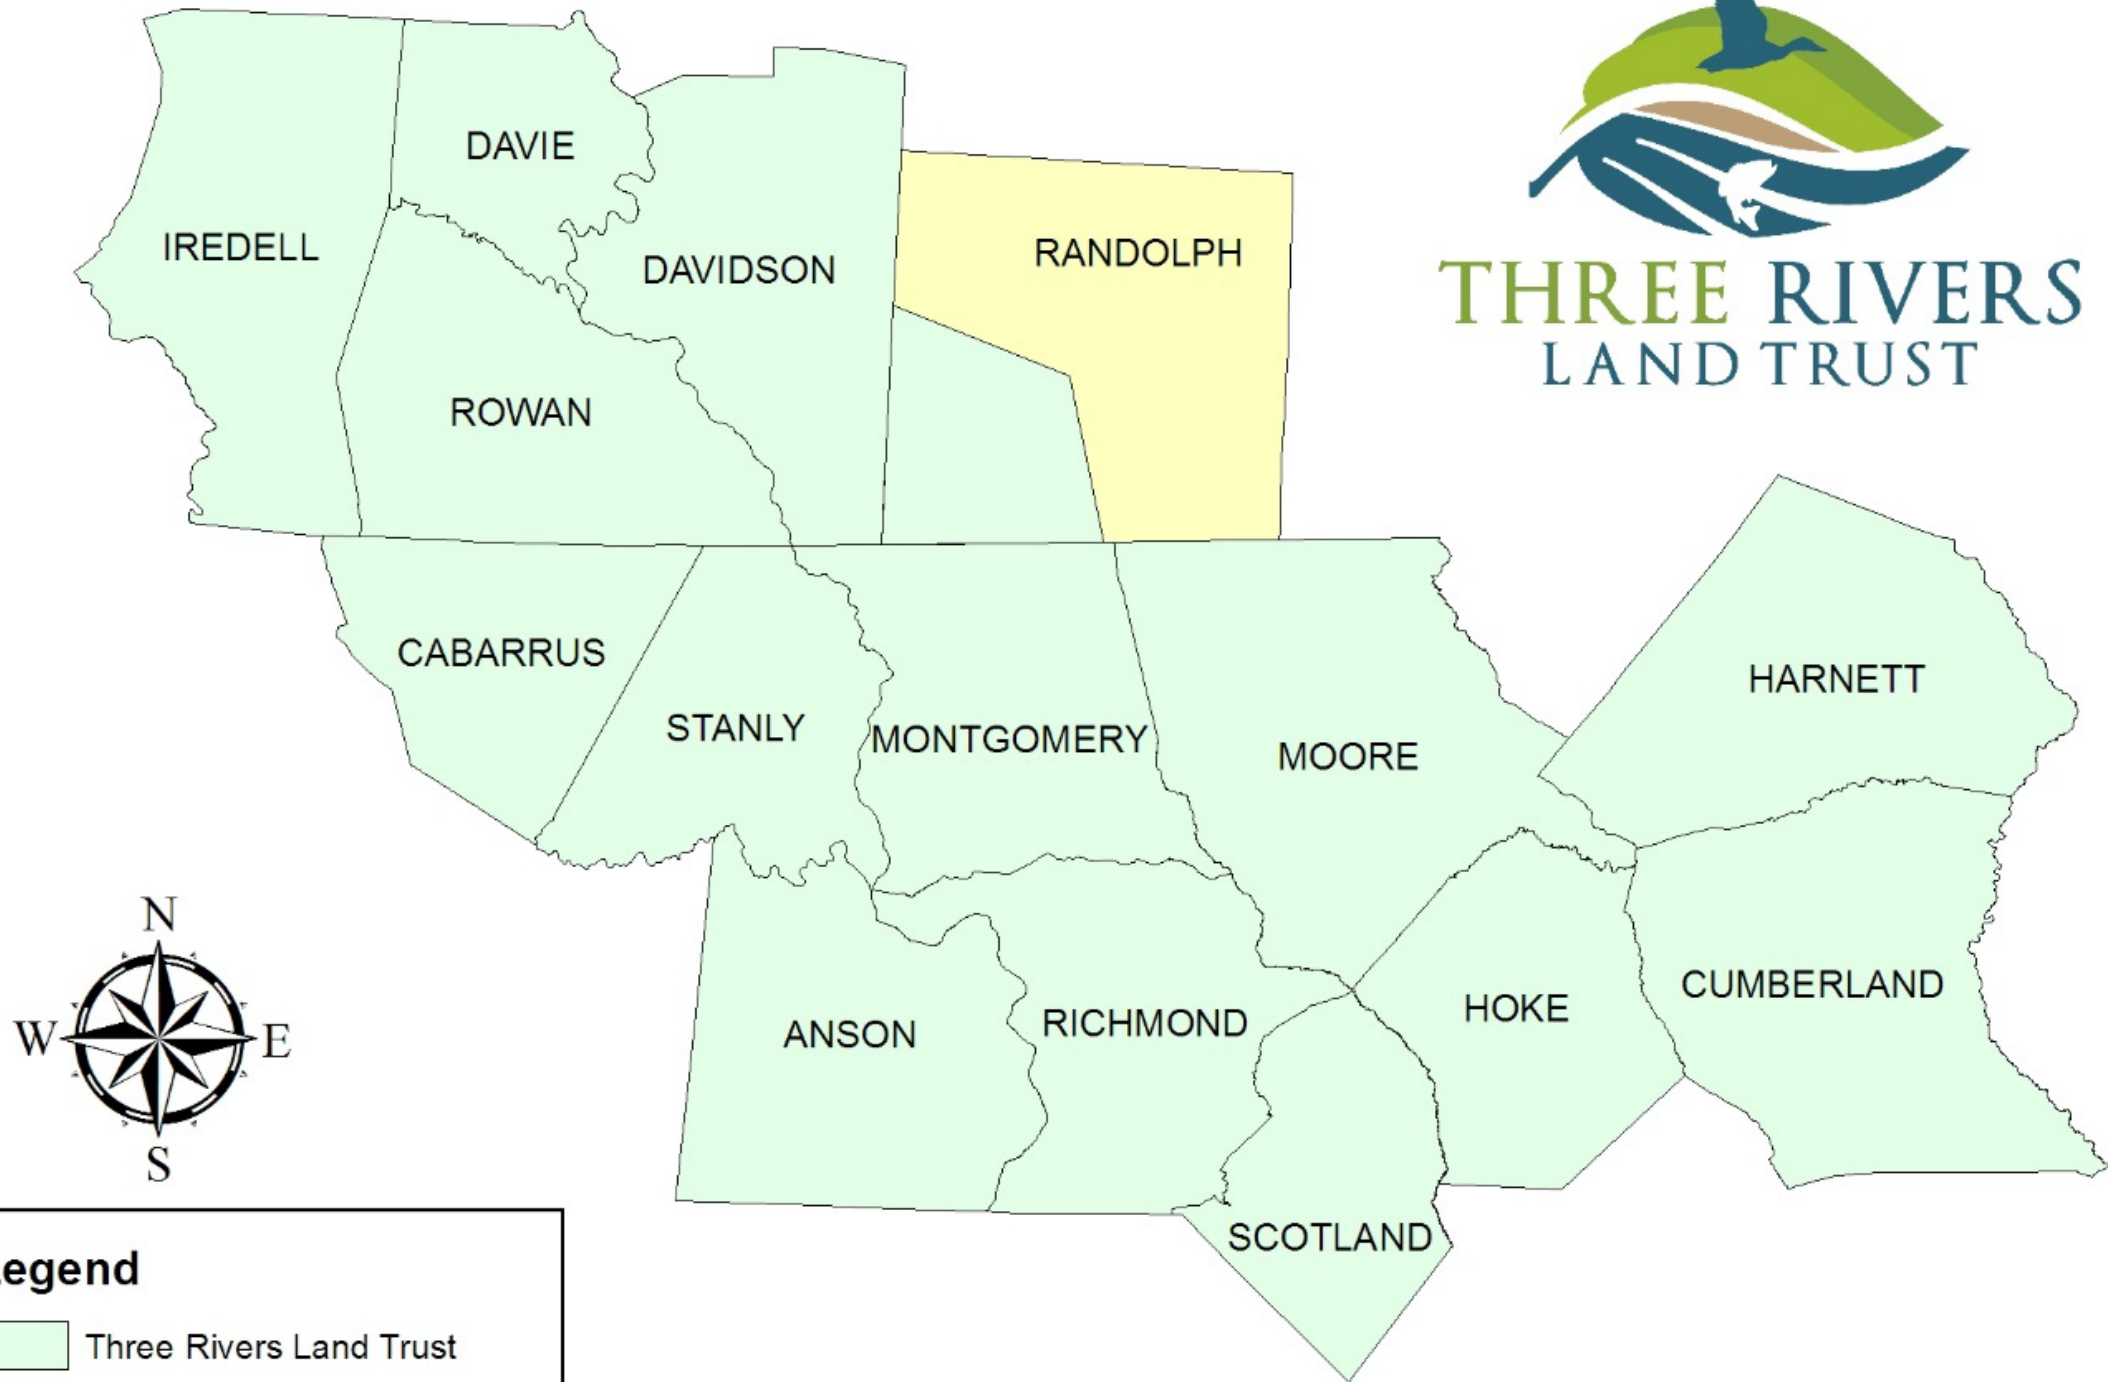 DAVIE
IREDELL
DAVIDSON
RANDOLPH
THREE RIVERS
LAND TRUST
ROWAN
CABARRUS
STANLY
MONTGOMERY
MOORE
HARNETT
ANSON
RICHMOND
HOKE
CUMBERLAND
SCOTLAND
N
W
E
S
egend
Three Rivers Land Trust